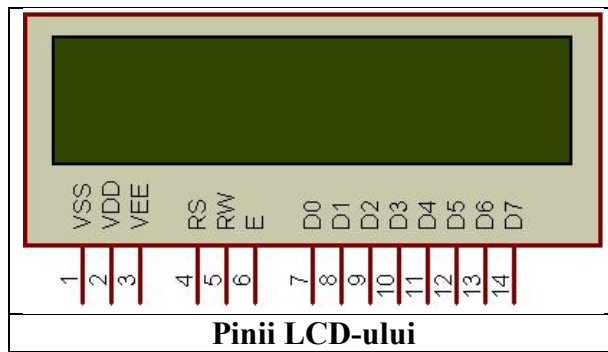 VSS VDD VEE RS RW E D0 D1 D2 D3 D4 D5 D6 D7
1 2 3 4 5 6 7 8 9 10 11 12 13 14
Pinii LCD-ului